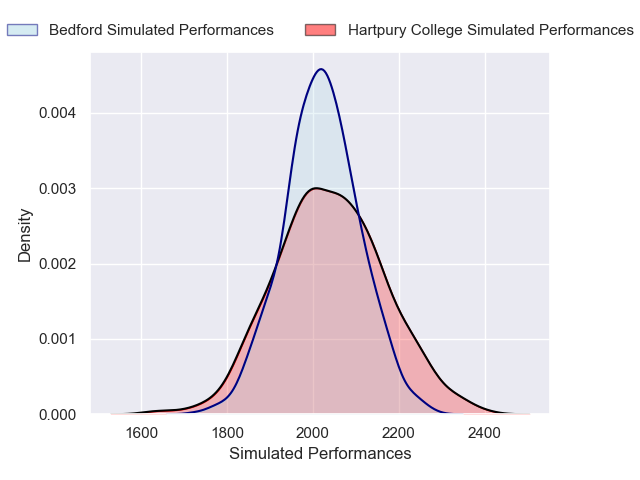 Bedford Simulated Performances Hartpury College Simulated Performances
0.004
0.003
0.002
0.001
0.000
Density
1600 1800 2000 2200 2400
Simulated Performances